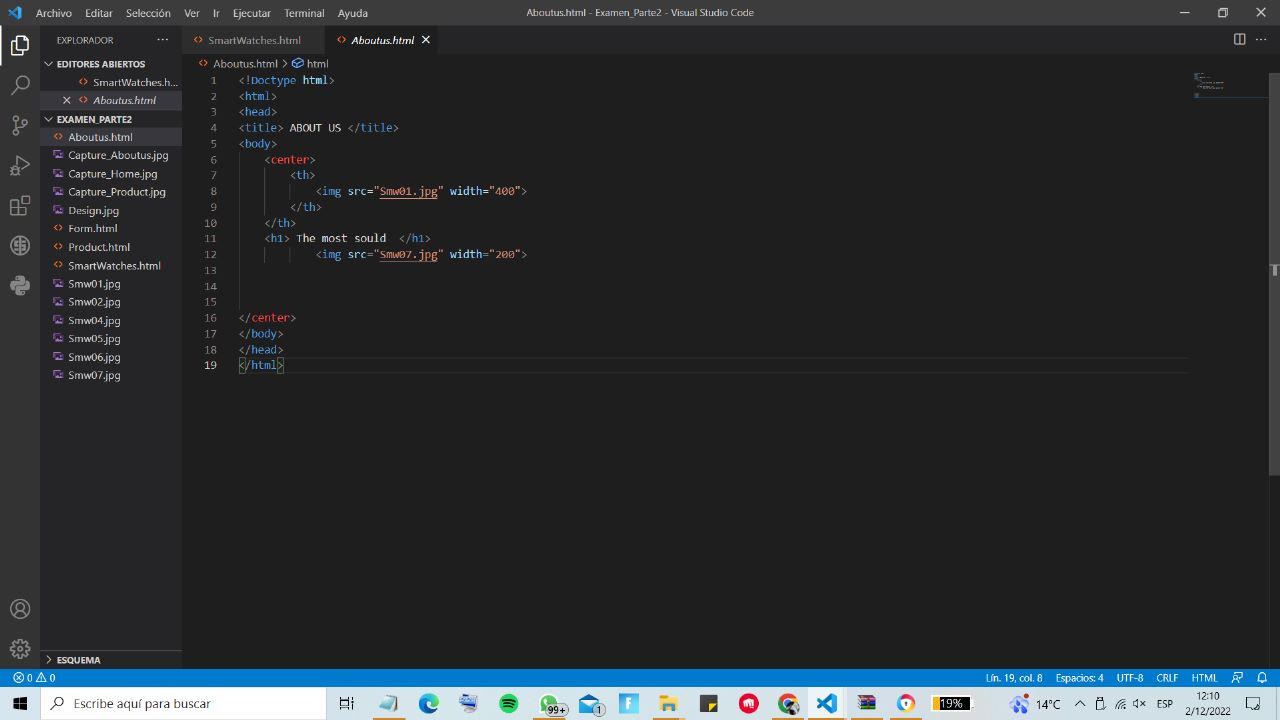 Archivo Editar Selección Ver Ir Ejecutar Terminal Ayuda Aboutus.html - Examen_Parte2 - Visual Studio Code
EXPLORADOR ···
EDITORES ABIERTOS
SmartWatches.h...
Aboutus.html
EXAMEN_PARTE2
Aboutus.html
Capture_Aboutus.jpg
Capture_Home.jpg
Capture_Product.jpg
Design.jpg
Form.html
Product.html
SmartWatches.html
Smw01.jpg
Smw02.jpg
Smw04.jpg
Smw05.jpg
Smw06.jpg
Smw07.jpg
ESQUEMA
SmartWatches.html Aboutus.html
Aboutus.html > html
1 <!Doctype html>
2 <html>
3 <head>
4 <title> ABOUT US </title>
5 <body>
6 <center>
7 <th>
8 <img src="Smw01.jpg" width="400">
9 </th>
10 </th>
11 <h1> The most sould </h1>
12 <img src="Smw07.jpg" width="200">
13
14
15
16 </center>
17 </body>
18 </head>
19 </html>
0 0 Lín. 19, col. 8 Espacios: 4 UTF-8 CRLF HTML
Escribe aquí para buscar 99+ 1 19% 14°C ESP 12:10
2/12/2022